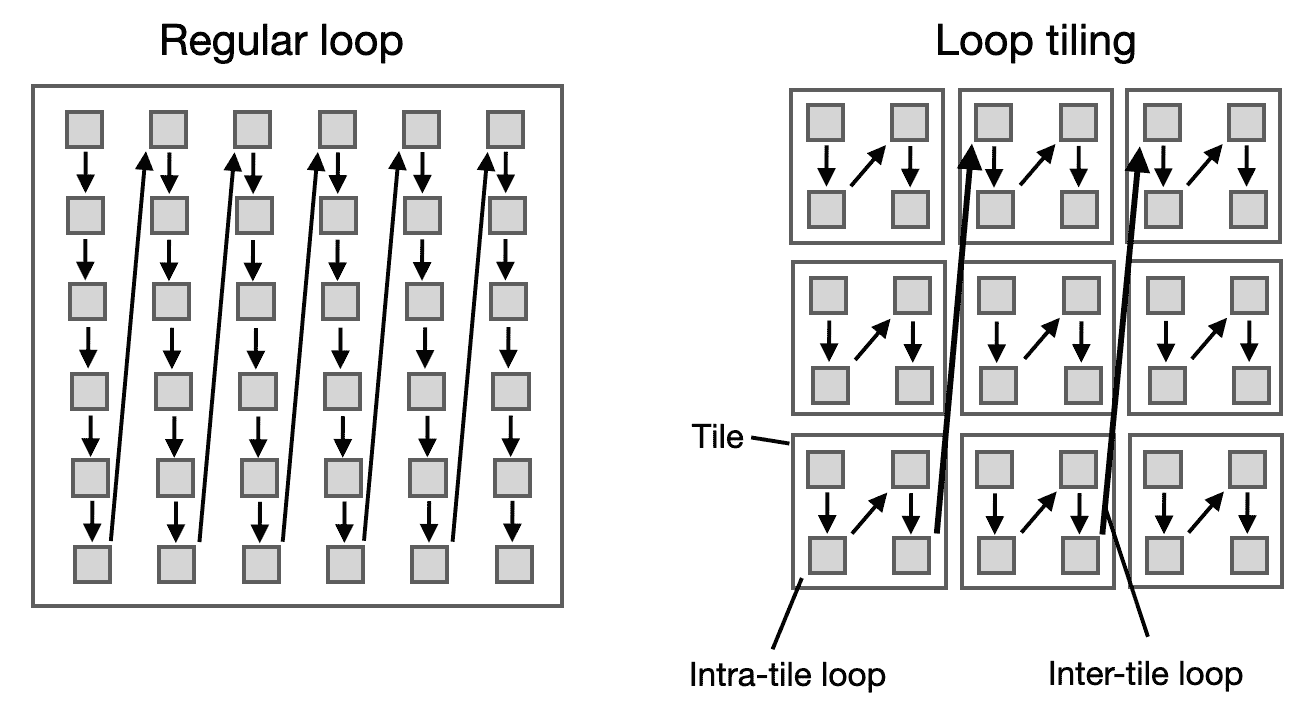 Regular loop
Loop tiling
Tile
Intra-tile loop
Inter-tile loop